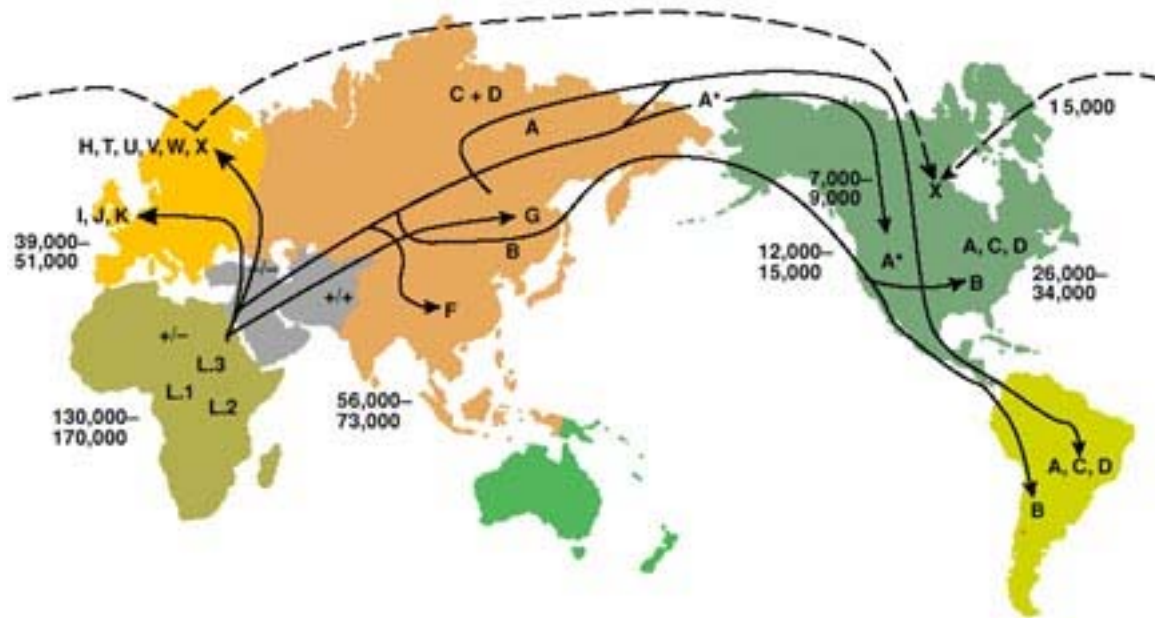 C + D
A
A*
15,000
H, T, U, V, W, X
7,000–
9,000
X
I, J, K
G
39,000–
51,000
B
12,000–
15,000
A*
A, C, D
26,000–
34,000
B
+/–
+/+
F
+/–
L.3
L.1
L.2
130,000–
170,000
56,000–
73,000
A, C, D
B